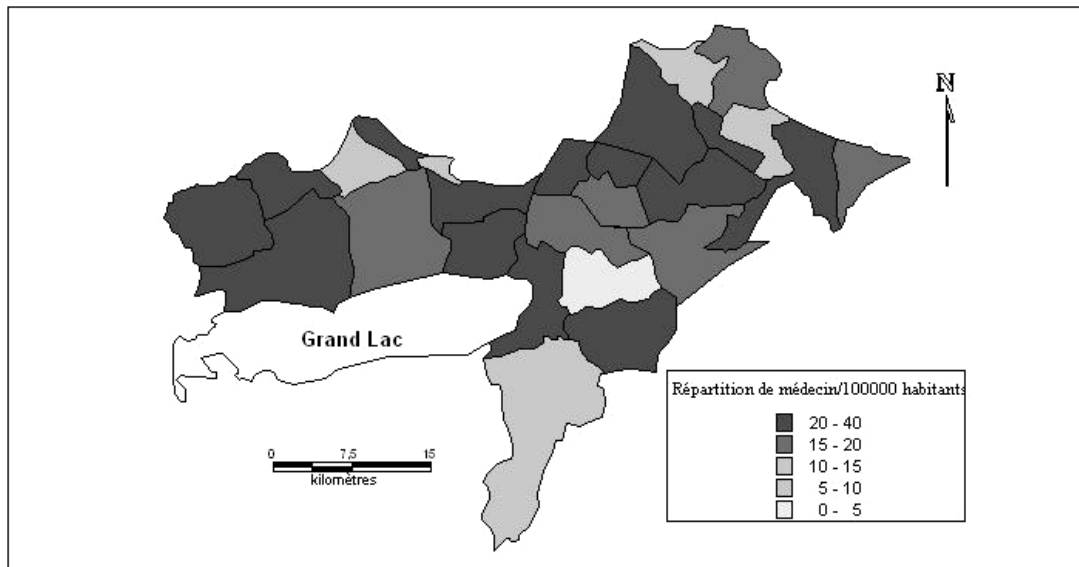 N
Grand Lac
0 7,5 15
kilomètres
Répartition de médecin/100000 habitants
20 - 40
15 - 20
10 - 15
5 - 10
0 - 5